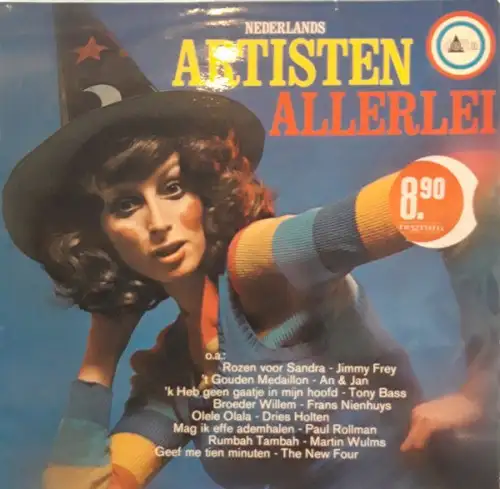 NEDERLANDS
ARTISTEN
ALLERLEI
8.90
o.a.:
Rozen voor Sandra - Jimmy Frey
't Gouden Medaillon - An & Jan
'k Heb geen gaatje in mijn hoofd - Tony Bass
Broeder Willem - Frans Nienhuys
Olele Olala - Dries Holten
Mag ik effe ademhalen - Paul Rollman
Rumbah Tambah - Martin Wulms
Geef me tien minuten - The New Four